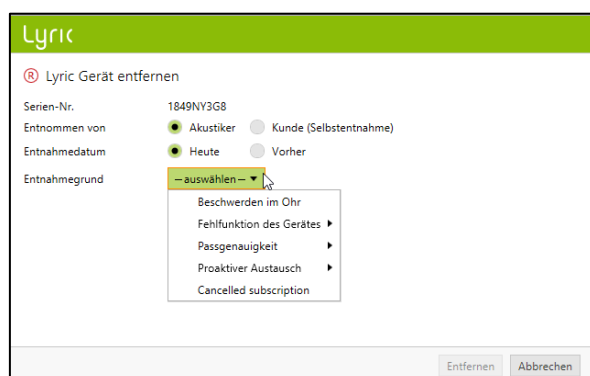 Lyric
R Lyric Gerät entfernen
Serien-Nr. 1849NY3G8
Entnommen von Akustiker Kunde (Selbstentnahme)
Entnahmedatum Heute Vorher
Entnahmegrund –auswählen–
Beschwerden im Ohr
Fehlfunktion des Gerätes
Passgenauigkeit
Proaktiver Austausch
Cancelled subscription
Entfernen Abbrechen